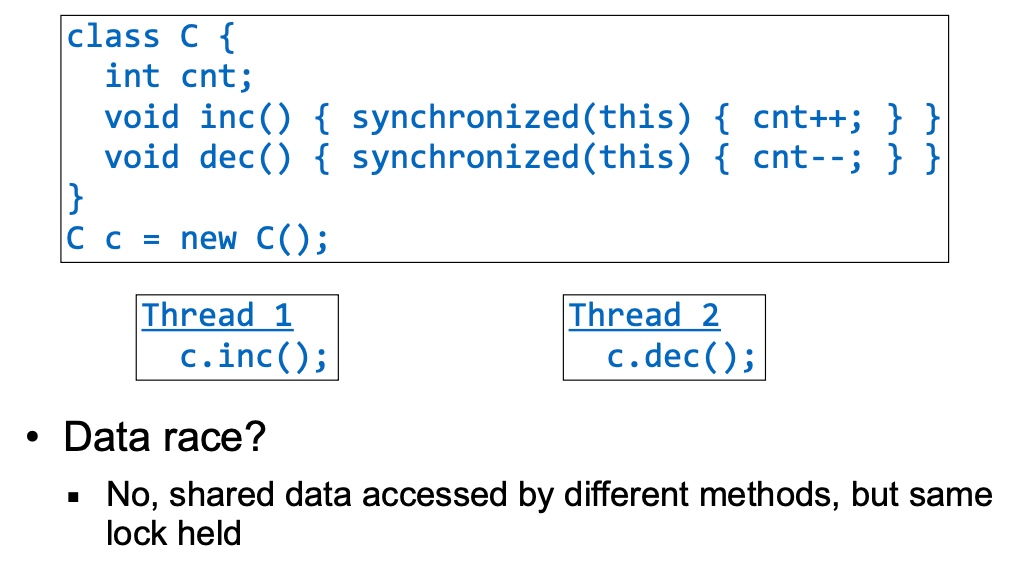 class C {
int cnt;
void inc() { synchronized(this) { cnt++; } }
void dec() { synchronized(this) { cnt--; } }
}
C c = new C();
Thread 1
c.inc();
Thread 2
c.dec();
• Data race?
▪ No, shared data accessed by different methods, but same
lock held